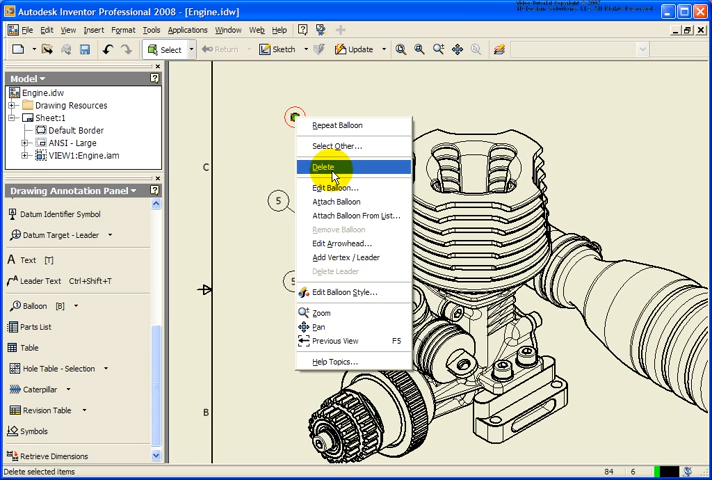 Autodesk Inventor Professional 2008 - [Engine.idw]
File Edit View Insert Format Tools Applications Window Web Help
Select Return Sketch Update
Model
Engine.idw
Drawing Resources
Sheet:1
Default Border
ANSI - Large
VIEW1:Engine.iam
Drawing Annotation Panel
Datum Identifier Symbol
Datum Target - Leader
Text [T]
Leader Text Ctrl+Shift+T
Balloon [B]
Parts List
Table
Hole Table - Selection
Caterpillar
Revision Table
Symbols
Retrieve Dimensions
C
5
5
B
Repeat Balloon
Select Other...
Delete
Edit Balloon...
Attach Balloon
Attach Balloon From List...
Remove Balloon
Edit Arrowhead...
Add Vertex / Leader
Delete Leader
Edit Balloon Style...
Zoom
Pan
Previous View F5
Help Topics...
Delete selected items
84 6